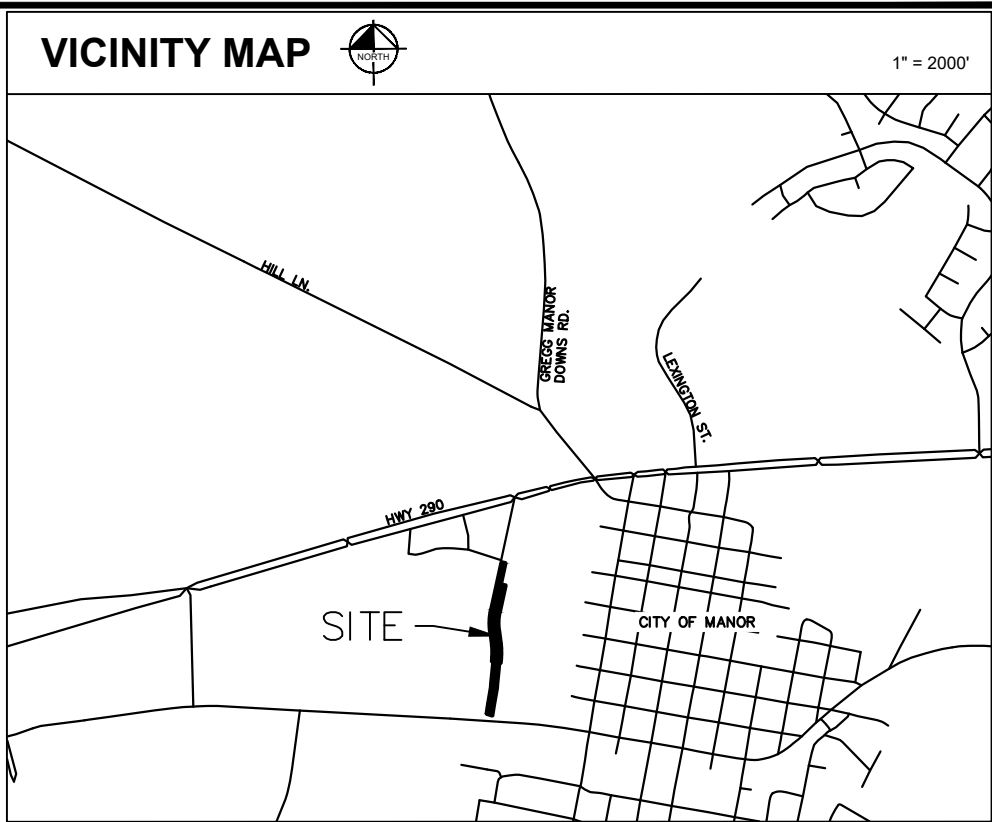 VICINITY MAP
NORTH
1" = 2000'
HILL LN.
GREGG MANOR
DOWNS RD.
LEXINGTON ST.
HWY 290
SITE
CITY OF MANOR